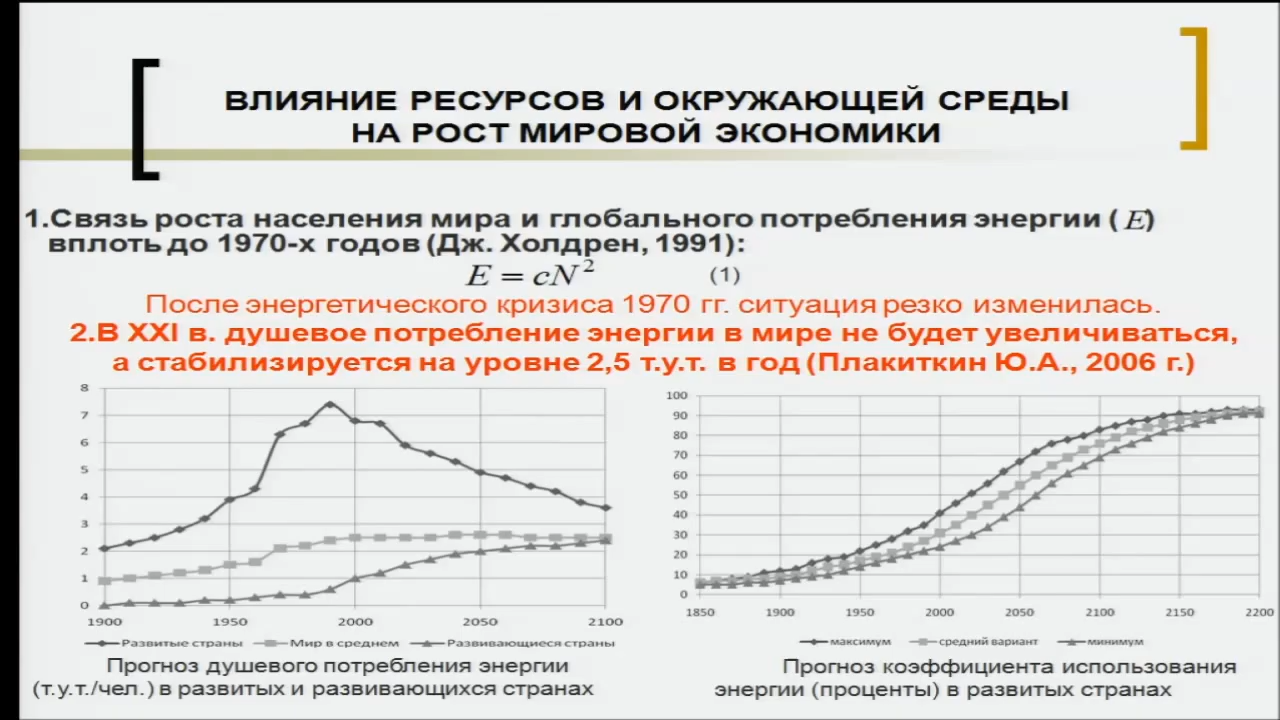 ВЛИЯНИЕ РЕСУРСОВ И ОКРУЖАЮЩЕЙ СРЕДЫ
НА РОСТ МИРОВОЙ ЭКОНОМИКИ
1.Связь роста населения мира и глобального потребления энергии ( E)
вплоть до 1970-х годов (Дж. Холдрен, 1991):
E = cN² (1)
После энергетического кризиса 1970 гг. ситуация резко изменилась.
2.В XXI в. душевое потребление энергии в мире не будет увеличиваться,
а стабилизируется на уровне 2,5 т.у.т. в год (Плакиткин Ю.А., 2006 г.)
8
7
6
5
4
3
2
1
0
1900 1950 2000 2050 2100
Развитые страны Мир в среднем Развивающиеся страны
Прогноз душевого потребления энергии
(т.у.т./чел.) в развитых и развивающихся странах
100
90
80
70
60
50
40
30
20
10
0
1850 1900 1950 2000 2050 2100 2150 2200
максимум средний вариант минимум
Прогноз коэффициента использования
энергии (проценты) в развитых странах